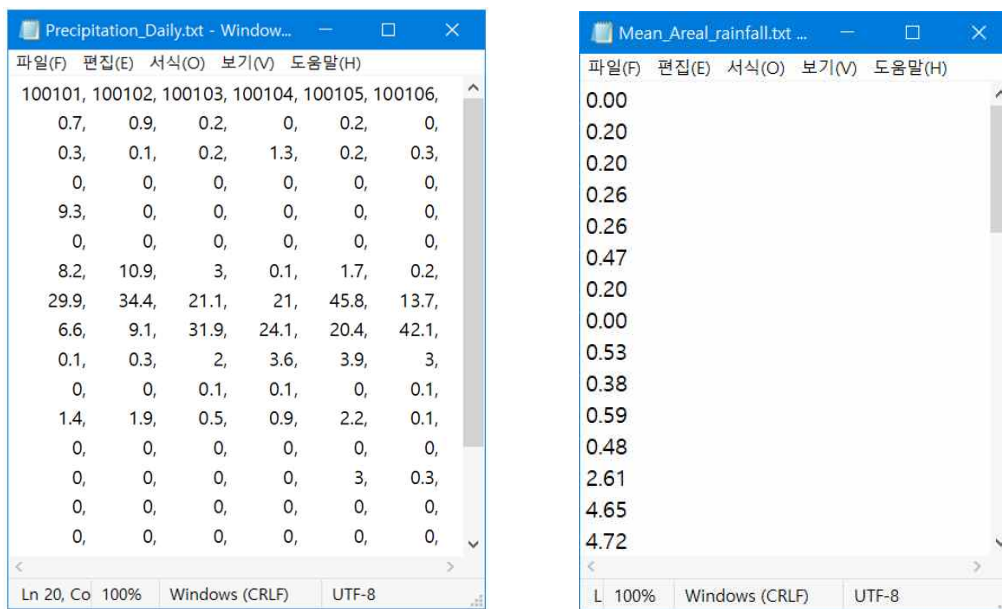 Precipitation_Daily.txt - Window...
파일(F) 편집(E) 서식(O) 보기(V) 도움말(H)
100101, 100102, 100103, 100104, 100105, 100106,
0.7, 0.9, 0.2, 0, 0.2, 0,
0.3, 0.1, 0.2, 1.3, 0.2, 0.3,
0, 0, 0, 0, 0, 0,
9.3, 0, 0, 0, 0, 0,
0, 0, 0, 0, 0, 0,
8.2, 10.9, 3, 0.1, 1.7, 0.2,
29.9, 34.4, 21.1, 21, 45.8, 13.7,
6.6, 9.1, 31.9, 24.1, 20.4, 42.1,
0.1, 0.3, 2, 3.6, 3.9, 3,
0, 0, 0.1, 0.1, 0, 0.1,
1.4, 1.9, 0.5, 0.9, 2.2, 0.1,
0, 0, 0, 0, 0, 0,
0, 0, 0, 0, 3, 0.3,
0, 0, 0, 0, 0, 0,
0, 0, 0, 0, 0, 0,
Ln 20, Co 100% Windows (CRLF) UTF-8
Mean_Areal_rainfall.txt ...
파일(F) 편집(E) 서식(O) 보기(V) 도움말(H)
0.00
0.20
0.20
0.26
0.26
0.47
0.20
0.00
0.53
0.38
0.59
0.48
2.61
4.65
4.72
L 100% Windows (CRLF) UTF-8